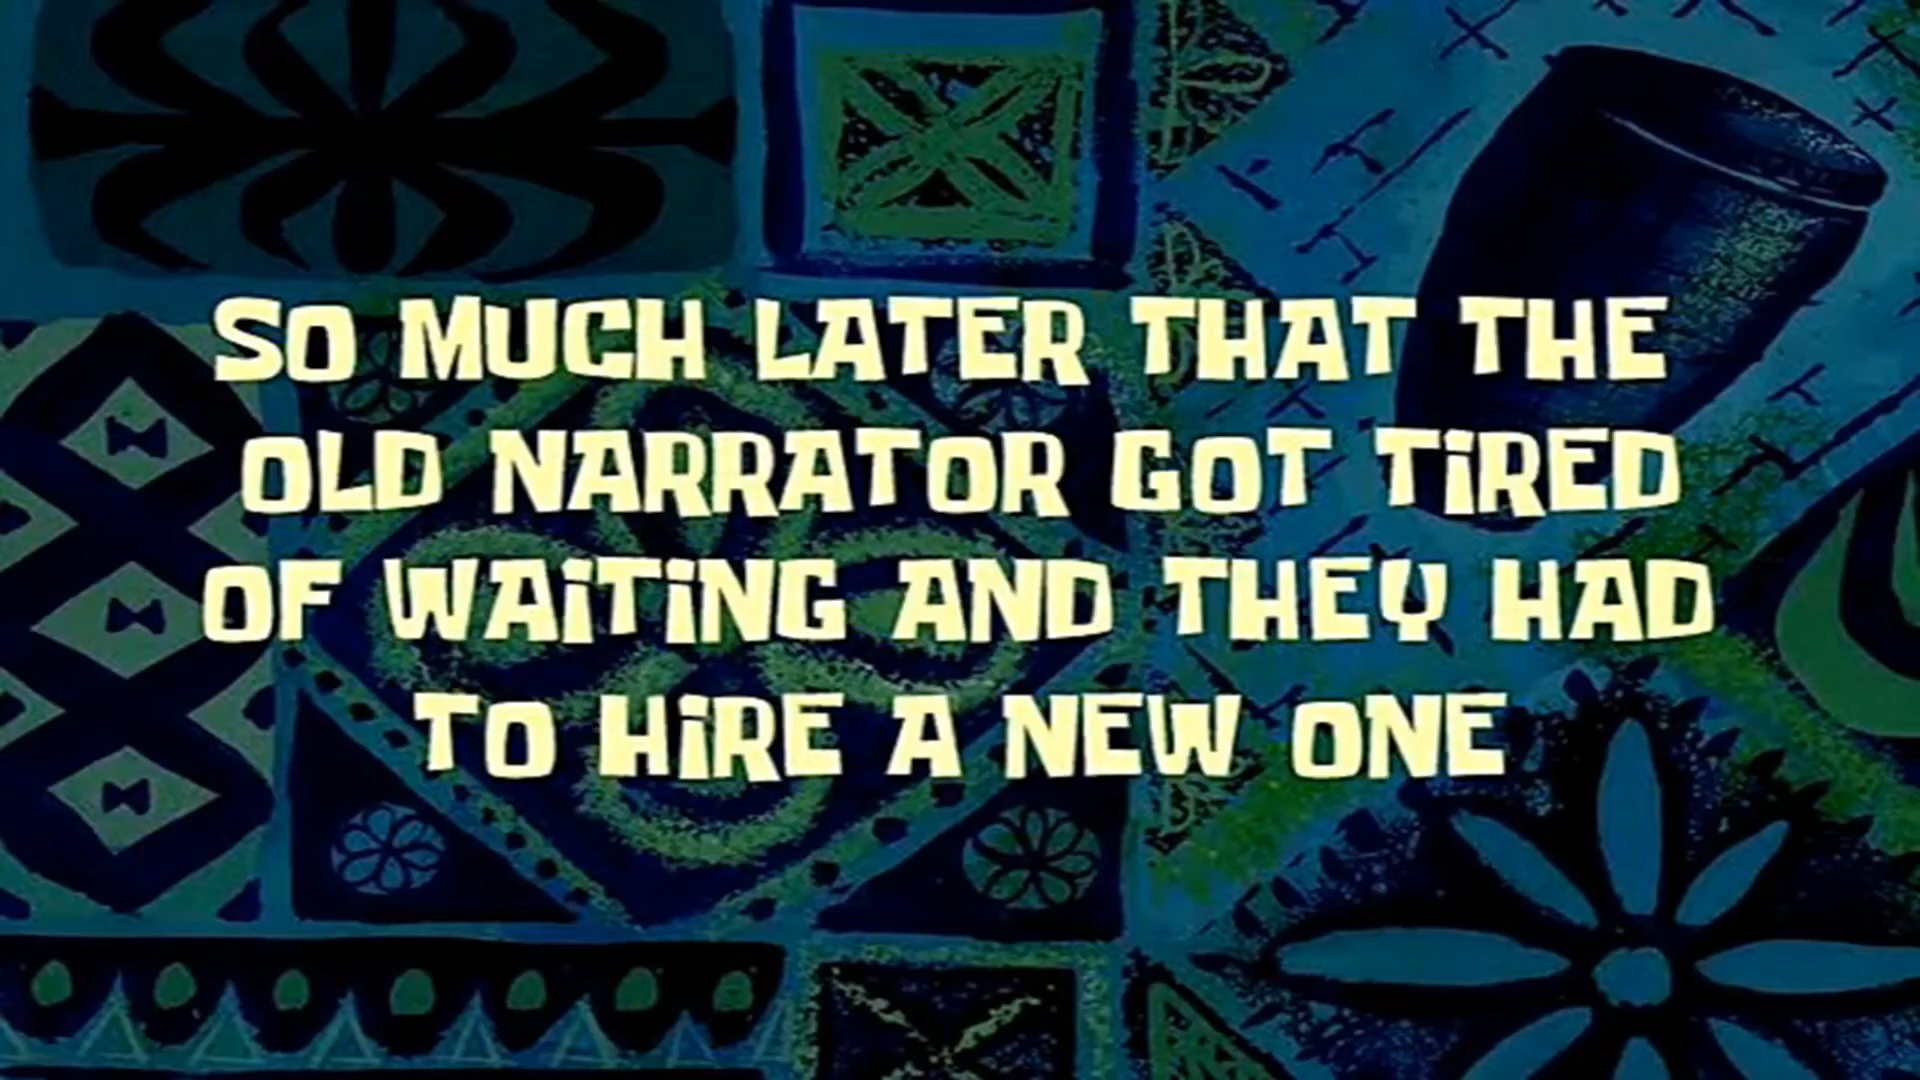 SO MUCH LATER THAT THE
OLD NARRATOR GOT TiRED
OF WAiTiNG AND THEY HAD
TO HiRE A NEW ONE